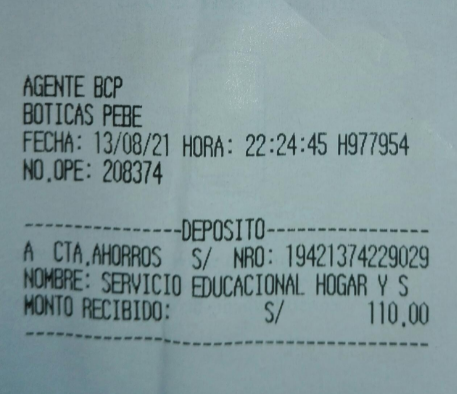 AGENTE BCP
BOTICAS PEBE
FECHA: 13/08/21 HORA: 22:24:45 H977954
NO.OPE: 208374
----------------DEPOSITO----------------
A CTA.AHORROS S/ NRO: 19421374229029
NOMBRE: SERVICIO EDUCACIONAL HOGAR Y S
MONTO RECIBIDO: S/ 110.00
----------------------------------------